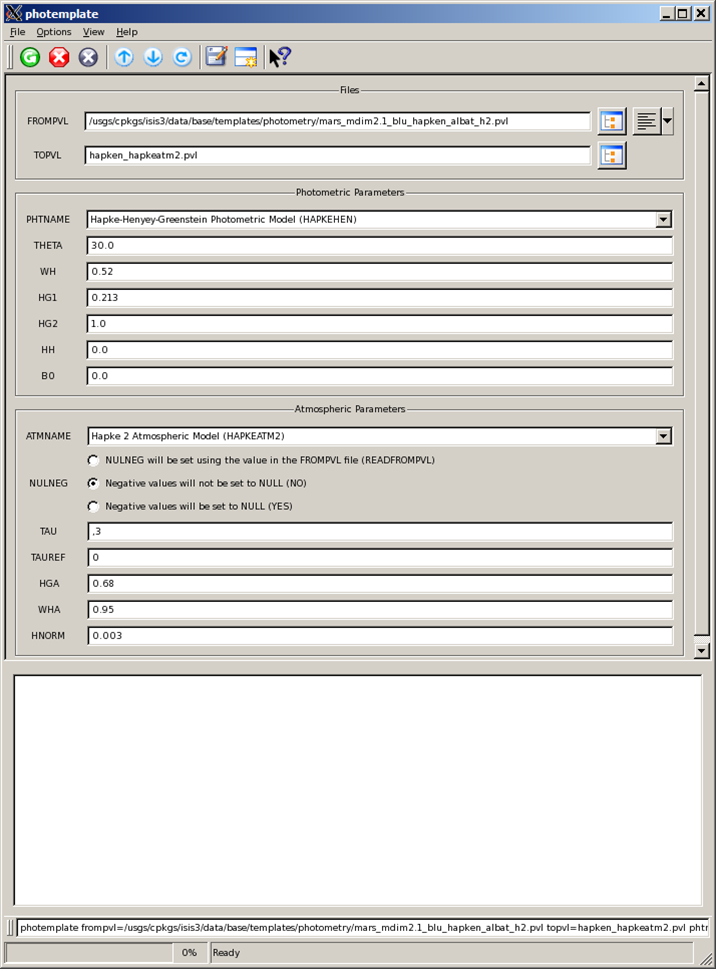 photemplate
File Options View Help
Files
FROMPVL /usgs/cpkgs/isis3/data/base/templates/photometry/mars_mdim2.1_blu_hapken_albat_h2.pvl
TOPVL hapken_hapkeatm2.pvl
Photometric Parameters
PHTNAME Hapke-Henyey-Greenstein Photometric Model (HAPKEHEN)
THETA 30.0
WH 0.52
HG1 0.213
HG2 1.0
HH 0.0
B0 0.0
Atmospheric Parameters
ATMNAME Hapke 2 Atmospheric Model (HAPKEATM2)
NULNEG will be set using the value in the FROMPVL file (READFROMPVL)
NULNEG Negative values will not be set to NULL (NO)
Negative values will be set to NULL (YES)
TAU ,3
TAUREF 0
HGA 0.68
WHA 0.95
HNORM 0.003
photemplate frompvl=/usgs/cpkgs/isis3/data/base/templates/photometry/mars_mdim2.1_blu_hapken_albat_h2.pvl topvl=hapken_hapkeatm2.pvl phtr
0% Ready